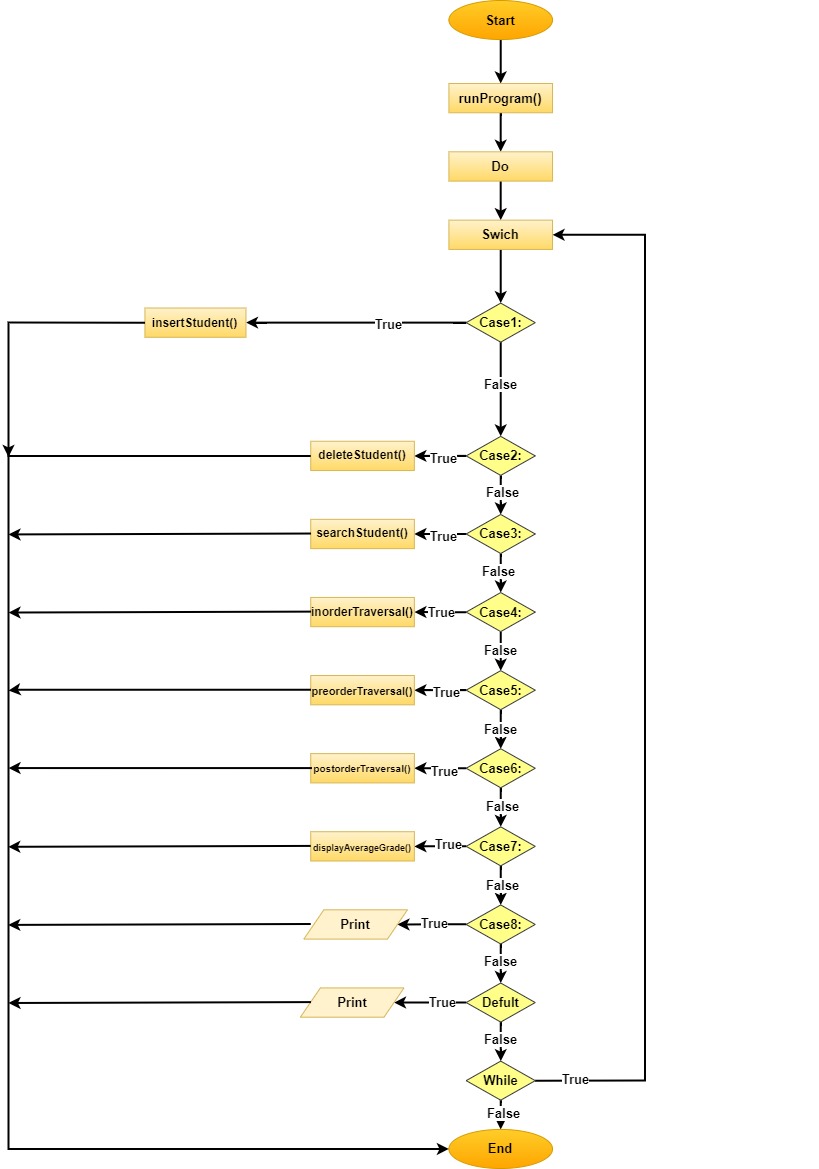 Start
runProgram()
Do
Swich
insertStudent()
True
Case1:
False
deleteStudent()
True
Case2:
False
searchStudent()
True
Case3:
False
inorderTraversal()
True
Case4:
False
preorderTraversal()
True
Case5:
False
postorderTraversal()
True
Case6:
False
displayAverageGrade()
True
Case7:
False
Print
True
Case8:
False
Print
True
Defult
False
While
True
False
End